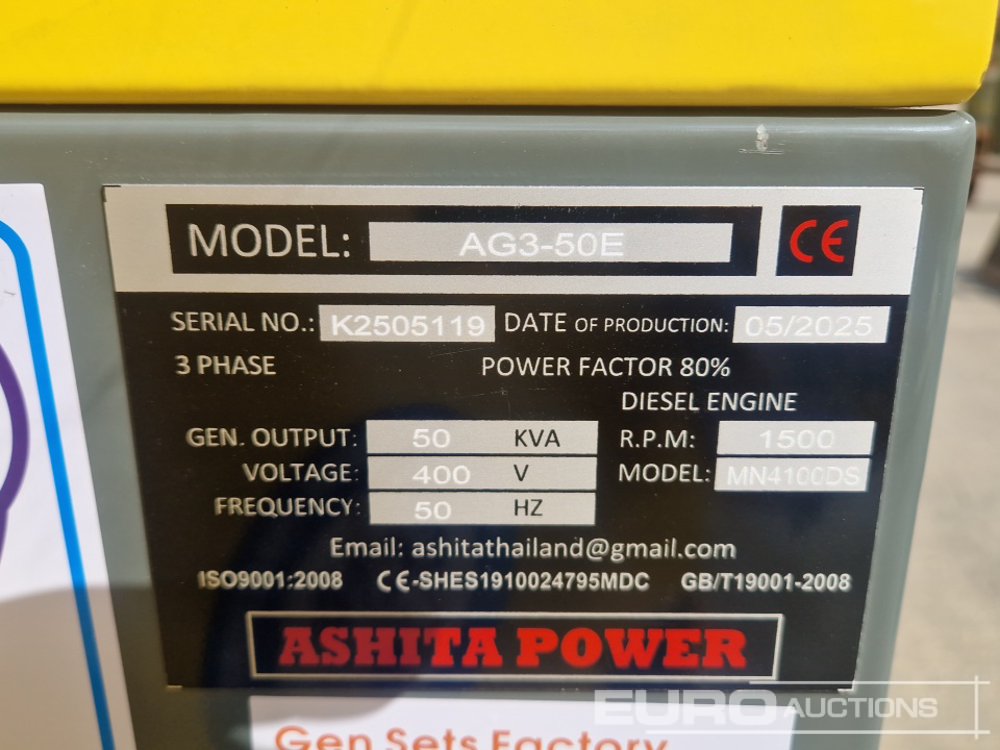 MODEL: AG3-50E CE
SERIAL NO.: K2505119 DATE OF PRODUCTION: 05/2025
3 PHASE POWER FACTOR 80%
DIESEL ENGINE
GEN. OUTPUT: 50 KVA R.P.M: 1500
VOLTAGE: 400 V MODEL: MN4100DS
FREQUENCY: 50 HZ
Email: ashitathailand@gmail.com
ISO9001:2008 CE-SHES1910024795MDC GB/T19001-2008
ASHITA POWER
EURO AUCTIONS
Gen Sets Factory